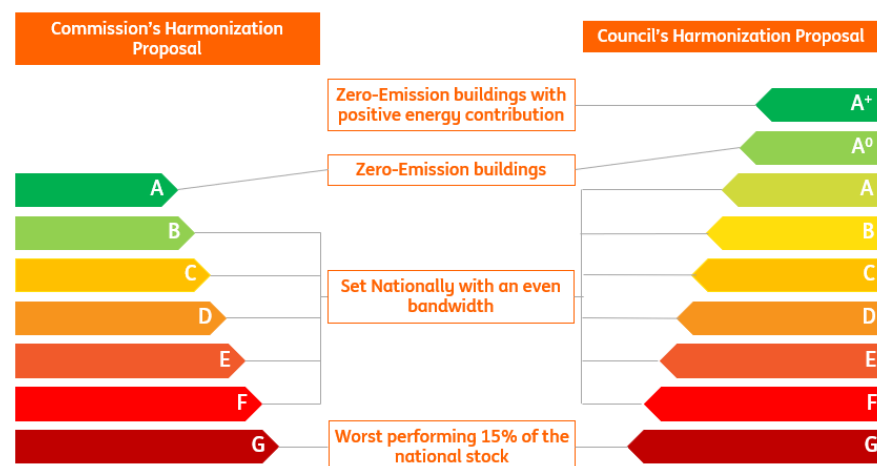 Commission's Harmonization
Proposal
Council's Harmonization Proposal
Zero-Emission buildings with
positive energy contribution
A+
A⁰
Zero-Emission buildings
A
A
B
B
C
Set Nationally with an even
bandwidth
C
D
D
E
E
F
F
G
Worst performing 15% of the
national stock
G